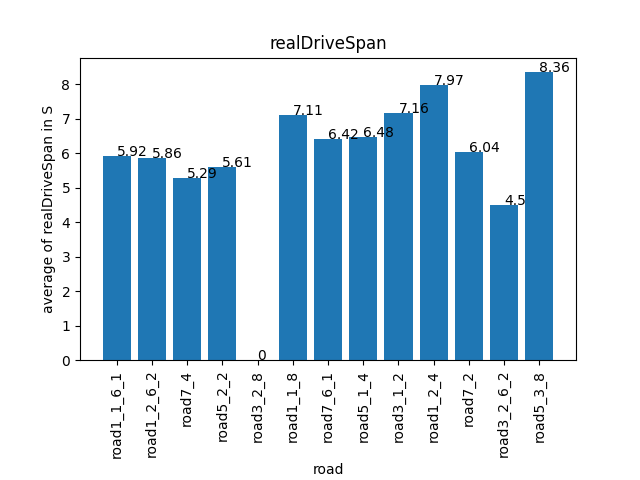 realDriveSpan
average of realDriveSpan in S
8
7
6
5
4
3
2
1
0
5.92
5.86
5.29
5.61
0
7.11
6.42
6.48
7.16
7.97
6.04
4.5
8.36
road1_1_6_1
road1_2_6_2
road7_4
road5_2_2
road3_2_8
road1_1_8
road7_6_1
road5_1_4
road3_1_2
road1_2_4
road7_2
road3_2_6_2
road5_3_8
road